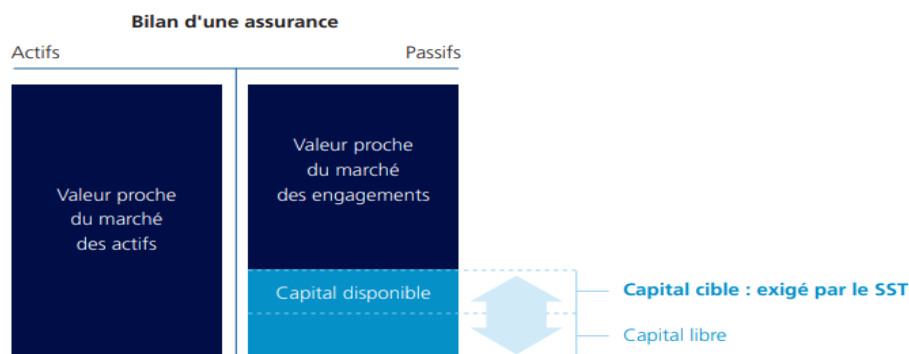 Bilan d'une assurance
Actifs
Passifs
Valeur proche
du marché
des actifs
Valeur proche
du marché
des engagements
Capital disponible
Capital cible : exigé par le SST
Capital libre